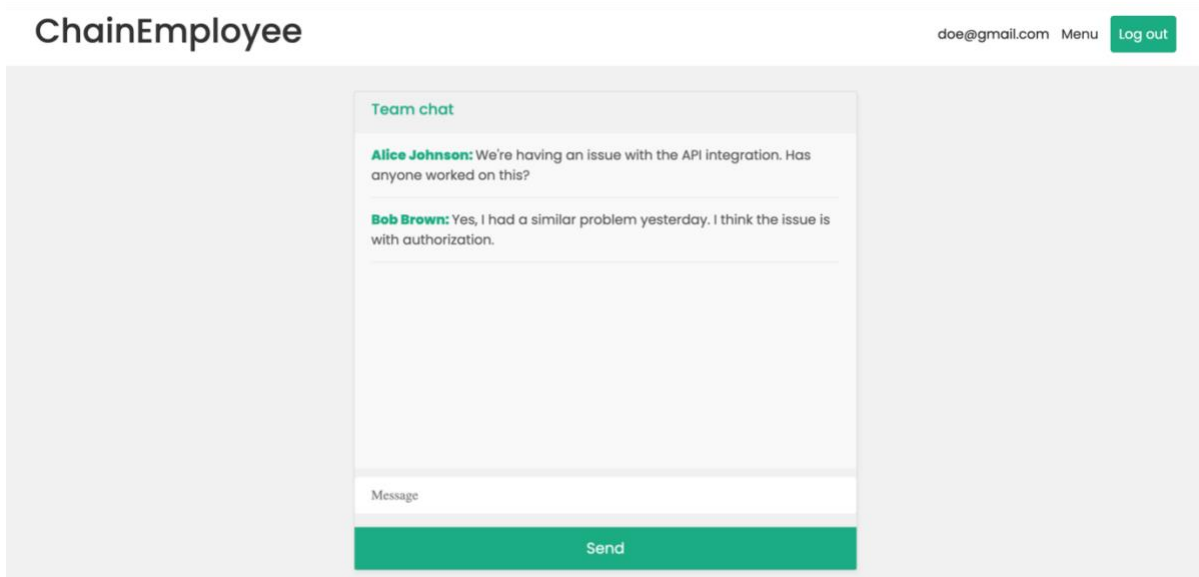 ChainEmployee
doe@gmail.com Menu Log out
Team chat
Alice Johnson: We're having an issue with the API integration. Has
anyone worked on this?
Bob Brown: Yes, I had a similar problem yesterday. I think the issue is
with authorization.
Message
Send